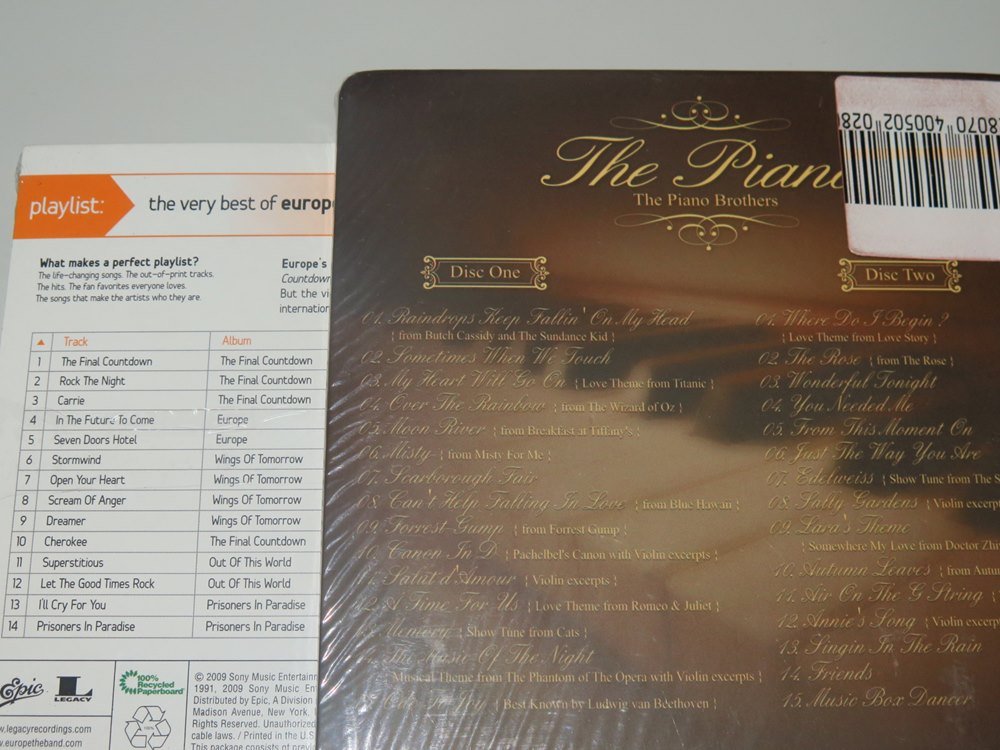 playlist:
the very best of europ
What makes a perfect playlist?
The life-changing songs. The out-of-print tracks.
The hits. The fan favorites everyone loves.
The songs that make the artists who they are.
Europe's
Countdown
But the vi
internation
Track Album
1 The Final Countdown The Final Countdown
2 Rock The Night The Final Countdown
3 Carrie The Final Countdown
4 In The Future To Come Europe
5 Seven Doors Hotel Europe
6 Stormwind Wings Of Tomorrow
7 Open Your Heart Wings Of Tomorrow
8 Scream Of Anger Wings Of Tomorrow
9 Dreamer Wings Of Tomorrow
10 Cherokee The Final Countdown
11 Superstitious Out Of This World
12 Let The Good Times Rock Out Of This World
13 I'll Cry For You Prisoners In Paradise
14 Prisoners In Paradise Prisoners In Paradise
Epic
L
LEGACY
100%
Recycled
Paperboard
100%
w.legacyrecordings.com
w.europetheband.com
© 2009 Sony Music Entertainm
1991, 2009 Sony Music Ent
Distributed by Epic, A Division
Madison Avenue, New York,
Rights Reserved. Unauthorized
cable laws. / Printed in the U.S
This package consists of previ
The Piano
The Piano Brothers
28070 400502 028
Disc One
01. Raindrops Keep Fallin' On My Head
{ from Butch Cassidy and The Sundance Kid }
02. Sometimes When We Touch
03. My Heart Will Go On { Love Theme from Titanic }
04. Over The Rainbow { from The Wizard of Oz }
05. Moon River { from Breakfast at Tiffany's }
06. Misty { from Misty For Me }
07. Scarborough Fair
08. Can't Help Falling In Love { from Blue Hawaii }
09. Forrest Gump { from Forrest Gump }
10. Canon In D { Pachelbel's Canon with Violin excerpts }
11. Salut d'Amour { Violin excerpts }
12. A Time For Us { Love Theme from Romeo & Juliet }
13. Memory { Show Tune from Cats }
14. The Music Of The Night
{ Musical Theme from The Phantom of The Opera with Violin excerpts }
Ode To Joy { Best Known by Ludwig van Beethoven }
Disc Two
01. Where Do I Begin?
{ Love Theme from Love Story }
02. The Rose { from The Rose }
03. Wonderful Tonight
04. You Needed Me
05. From This Moment On
06. Just The Way You Are
07. Edelweiss { Show Tune from The S
08. Sally Gardens { Violin excerpt
09. Lara's Theme
{ Somewhere My Love from Doctor Zhi
10. Autumn Leaves { from Autum
11. Air On The G String {
12. Annie's Song { Violin excerp
13. Singin In The Rain
14. Friends
15. Music Box Dancer